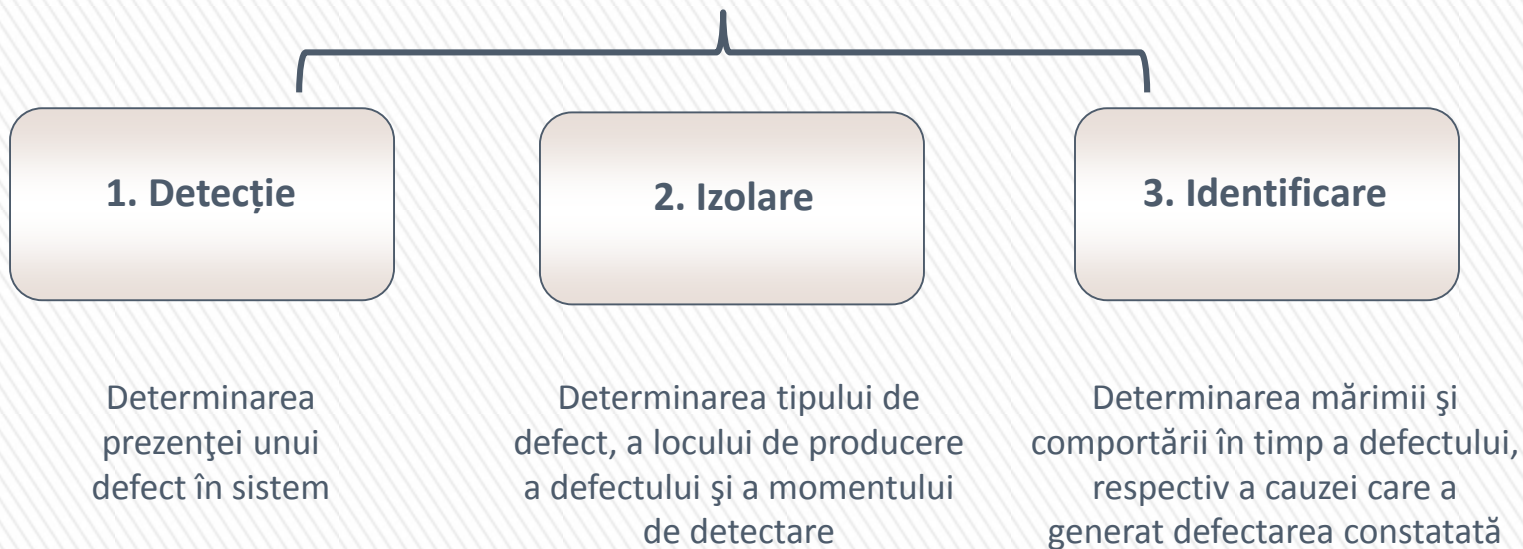 1. Detecție
2. Izolare
3. Identificare
Determinarea
prezenţei unui
defect în sistem
Determinarea tipului de
defect, a locului de producere
a defectului şi a momentului
de detectare
Determinarea mărimii şi
comportării în timp a defectului,
respectiv a cauzei care a
generat defectarea constatată